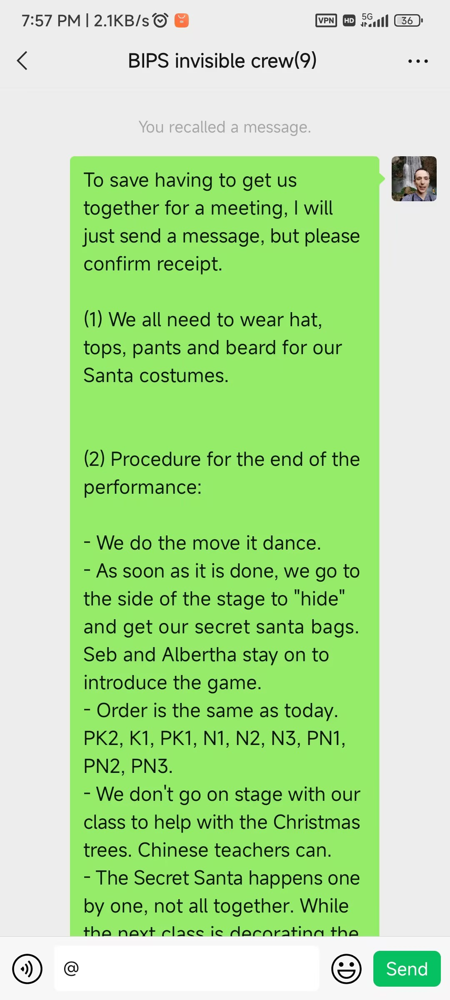 7:57 PM | 2.1KB/s
VPN HD 5G 36
BIPS invisible crew(9)
You recalled a message.
To save having to get us
together for a meeting, I will
just send a message, but please
confirm receipt.
(1) We all need to wear hat,
tops, pants and beard for our
Santa costumes.
(2) Procedure for the end of the
performance:
- We do the move it dance.
- As soon as it is done, we go to
the side of the stage to "hide"
and get our secret santa bags.
Seb and Albertha stay on to
introduce the game.
- Order is the same as today.
PK2, K1, PK1, N1, N2, N3, PN1,
PN2, PN3.
- We don't go on stage with our
class to help with the Christmas
trees. Chinese teachers can.
- The Secret Santa happens one
by one, not all together. While
the next class is decorating the
@
Send